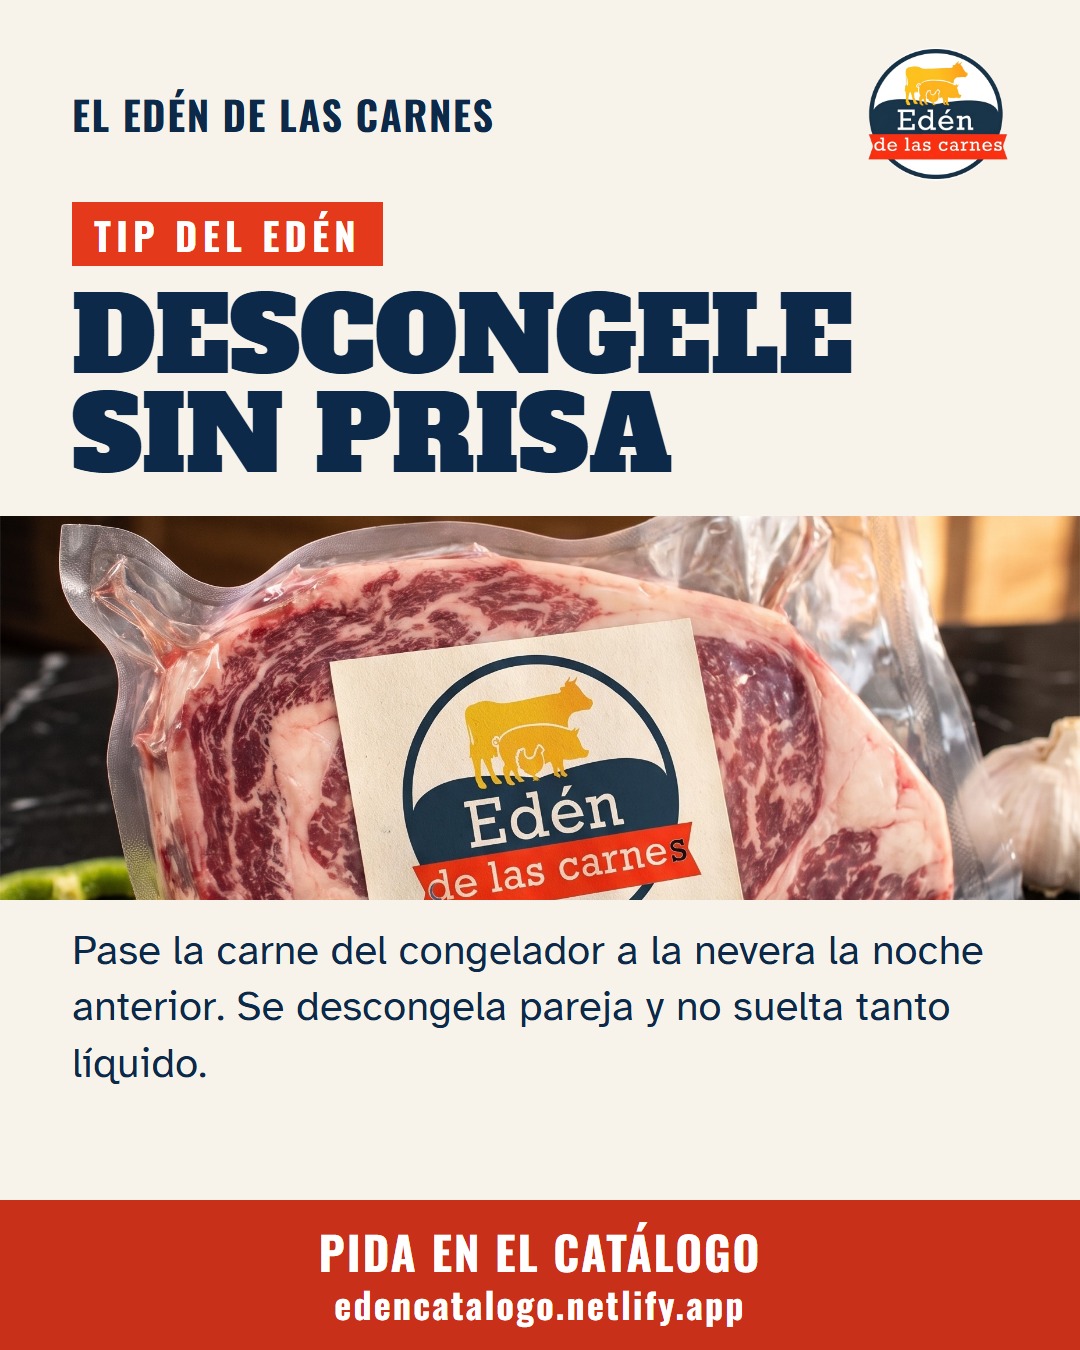 EL EDÉN DE LAS CARNES
Edén
de las carnes
TIP DEL EDÉN
DESCONGELE
SIN PRISA
Edén
de las carnes
Pase la carne del congelador a la nevera la noche
anterior. Se descongela pareja y no suelta tanto
líquido.
PIDA EN EL CATÁLOGO
edencatalogo.netlify.app